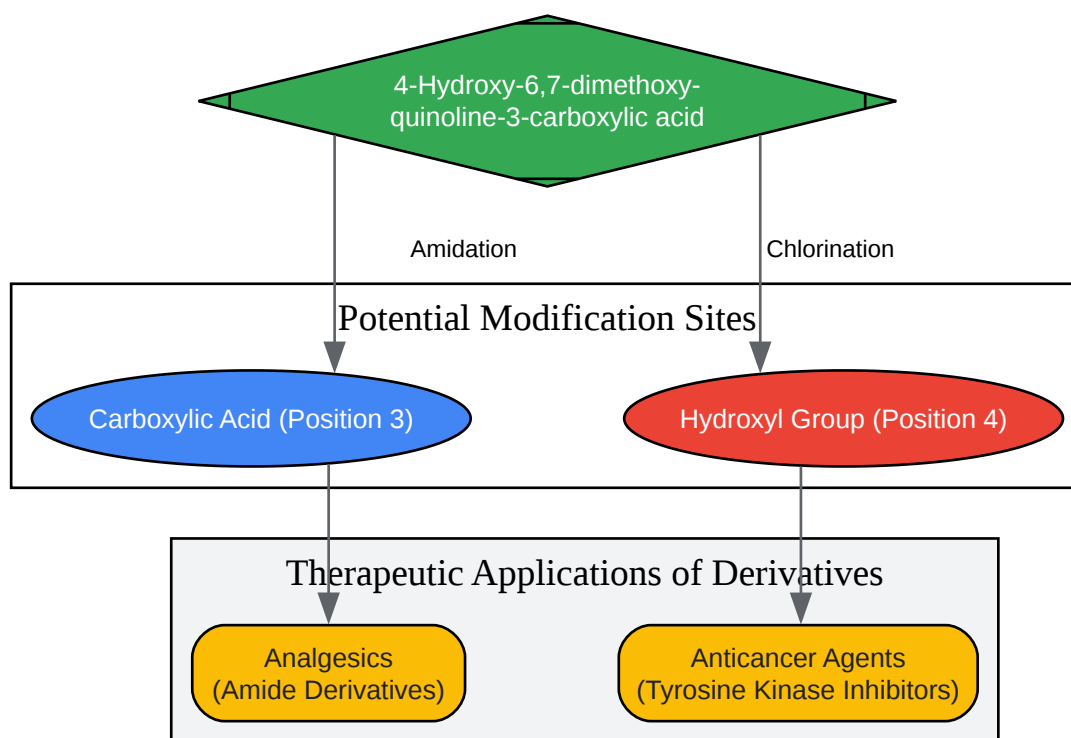 4-Hydroxy-6,7-dimethoxy-
quinoline-3-carboxylic acid
Amidation
Chlorination
Potential Modification Sites
Carboxylic Acid (Position 3)
Hydroxyl Group (Position 4)
Therapeutic Applications of Derivatives
Analgesics
(Amide Derivatives)
Anticancer Agents
(Tyrosine Kinase Inhibitors)